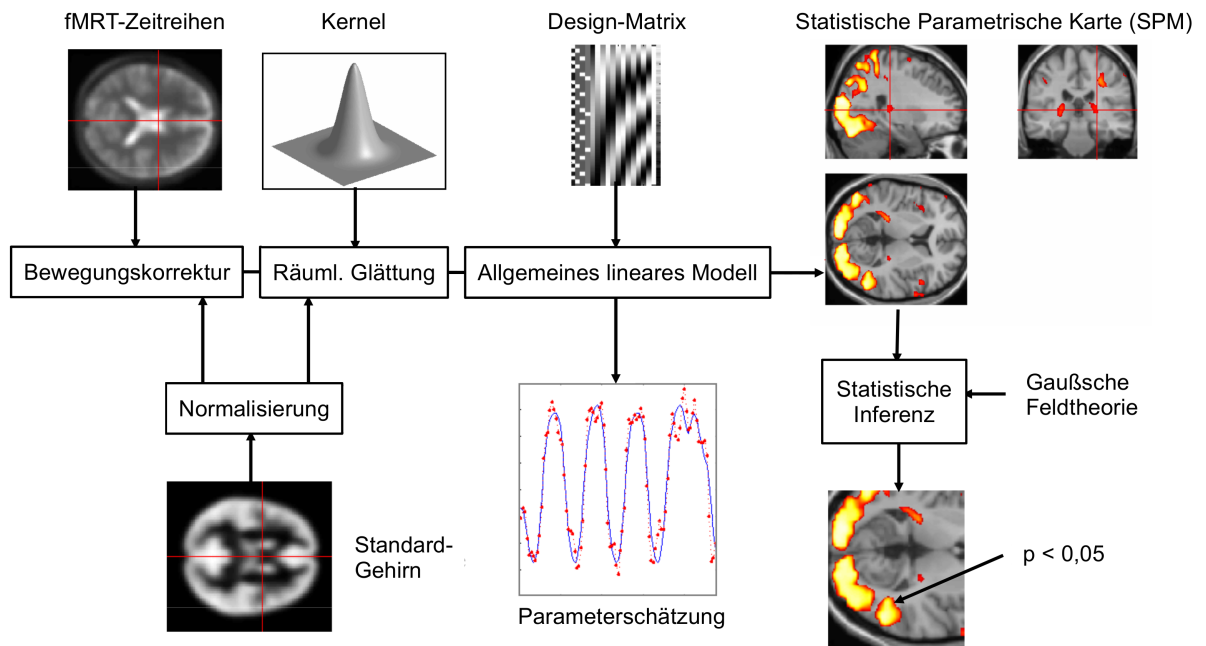 fMRT-Zeitreihen
Kernel
Design-Matrix
Statistische Parametrische Karte (SPM)
Bewegungskorrektur
Räuml. Glättung
Allgemeines lineares Modell
Normalisierung
Statistische
Inferenz
Gaußsche
Feldtheorie
Standard-
Gehirn
Parameterschätzung
p < 0,05